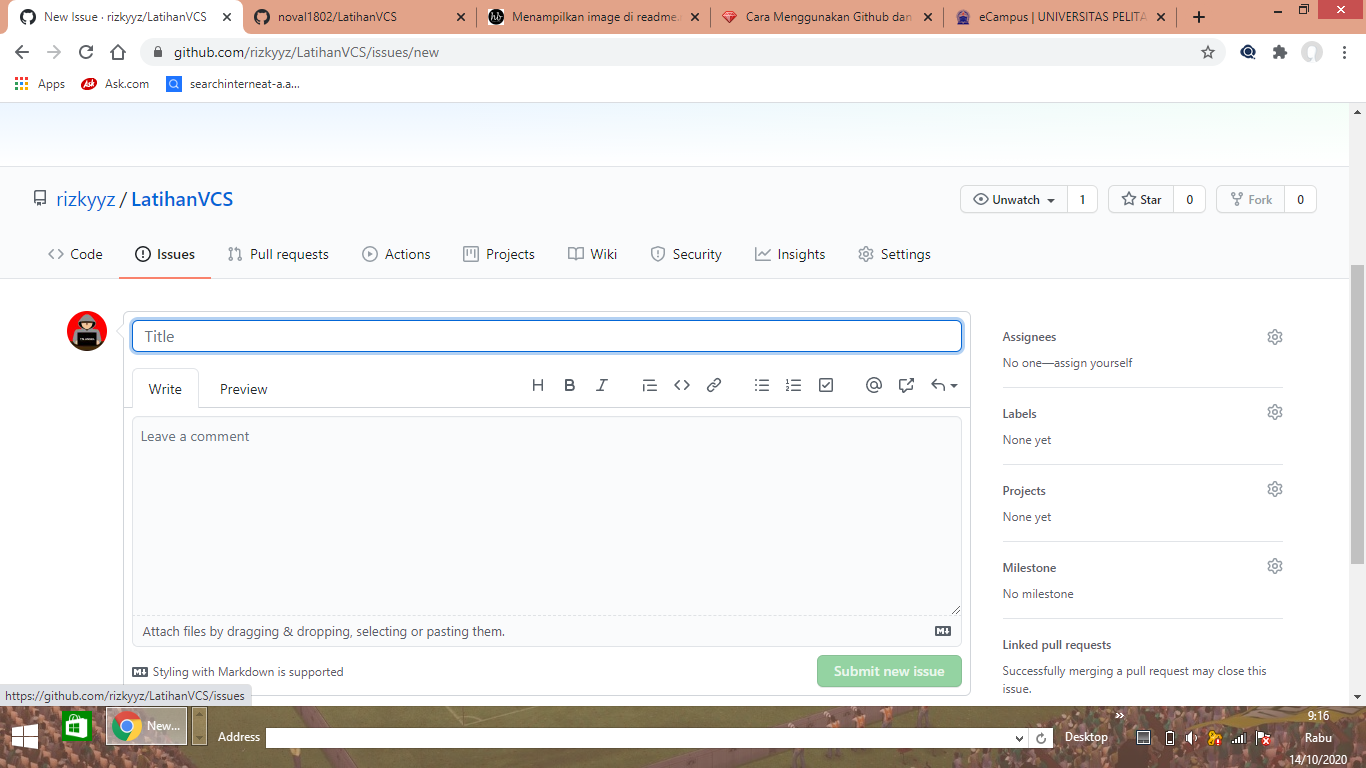 New Issue · rizkyyz/LatihanVCS
noval1802/LatihanVCS
Menampilkan image di readme.
Cara Menggunakan Github dan
eCampus | UNIVERSITAS PELITA
github.com/rizkyyz/LatihanVCS/issues/new
Apps
Ask
Ask.com
searchinterneat-a.a...
rizkyyz / LatihanVCS
Unwatch 1
Star 0
Fork 0
Code
Issues
Pull requests
Actions
Projects
Wiki
Security
Insights
Settings
Title
Write
Preview
H B I
Leave a comment
Attach files by dragging & dropping, selecting or pasting them.
Styling with Markdown is supported
Submit new issue
Assignees
No one—assign yourself
Labels
None yet
Projects
None yet
Milestone
No milestone
Linked pull requests
Successfully merging a pull request may close this
issue.
https://github.com/rizkyyz/LatihanVCS/issues
New...
Address
Desktop
9:16
Rabu
14/10/2020